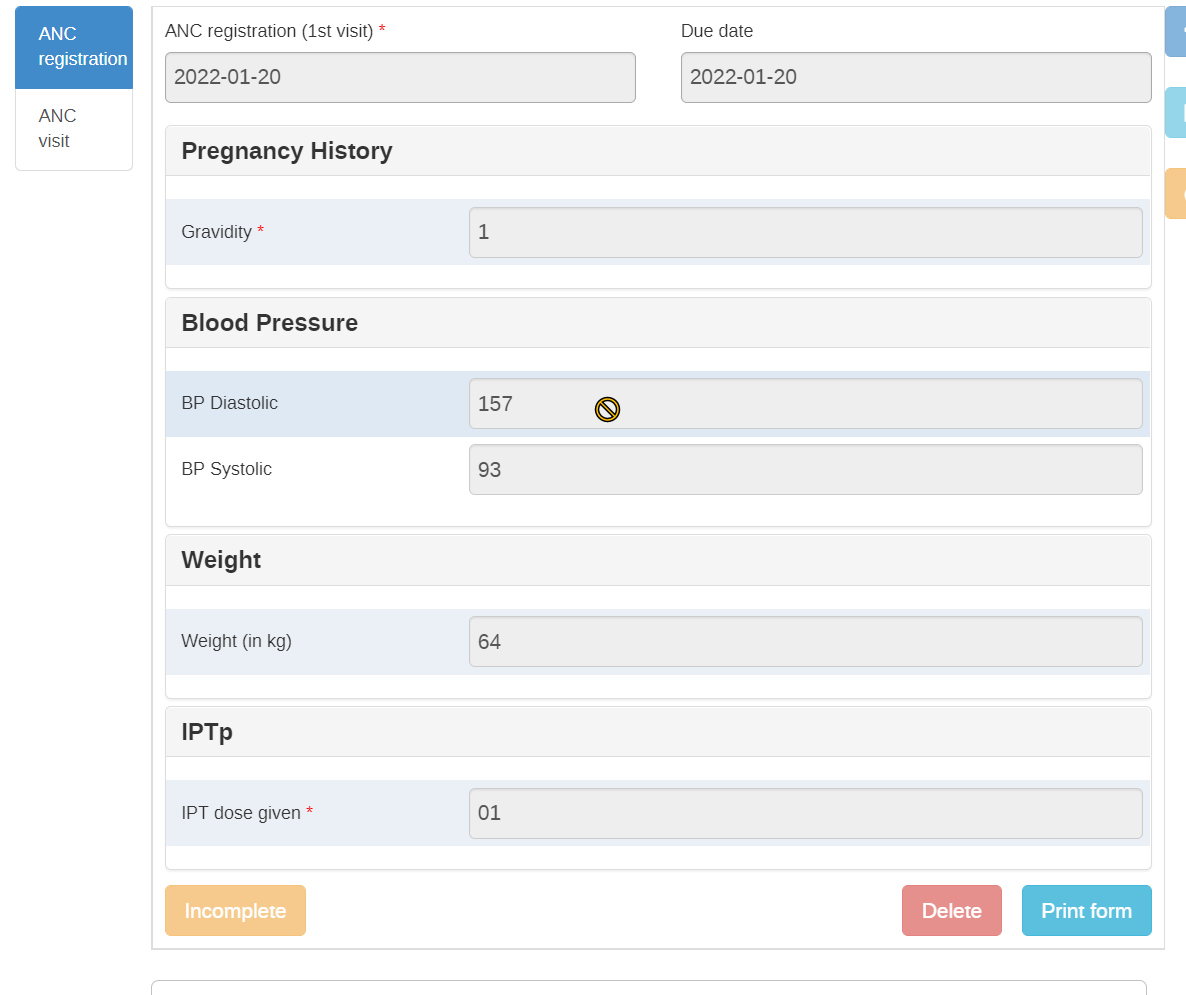 ANC
registration
ANC
visit
ANC registration (1st visit) *
Due date
2022-01-20
2022-01-20
Pregnancy History
Gravidity *
1
Blood Pressure
BP Diastolic
157
BP Systolic
93
Weight
Weight (in kg)
64
IPTp
IPT dose given *
01
Incomplete
Delete
Print form